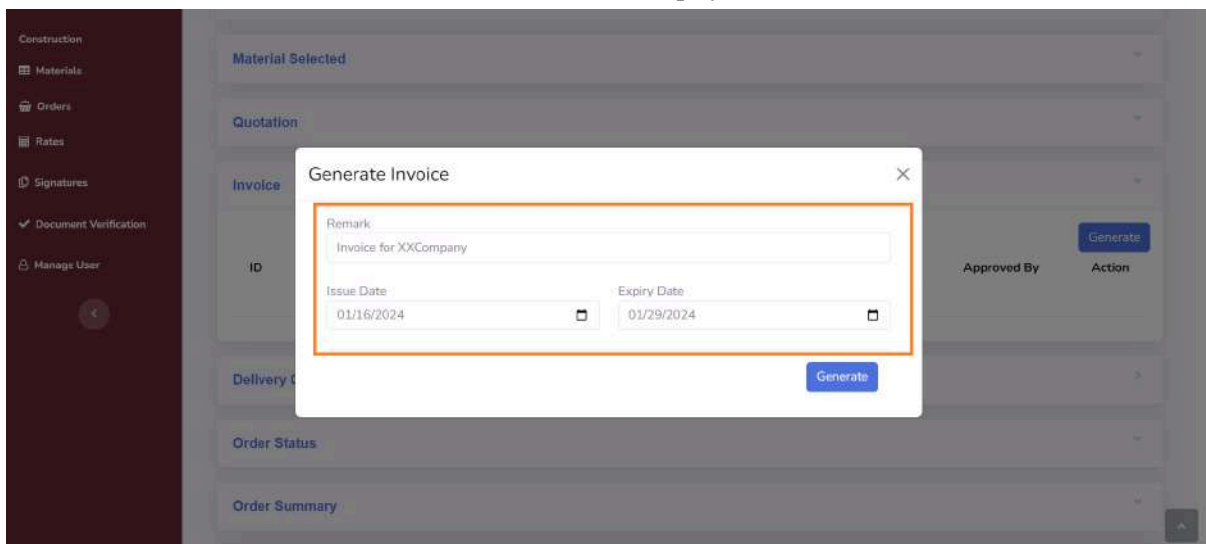 Construction
Materials
Orders
Rates
Signatures
Document Verification
Manage User
Material Selected
Quotation
Invoice
Generate
ID
Approved By
Action
Generate Invoice
Remark
Invoice for XXCompany
Issue Date
Expiry Date
01/16/2024
01/29/2024
Generate
Delivery
Order Status
Order Summary